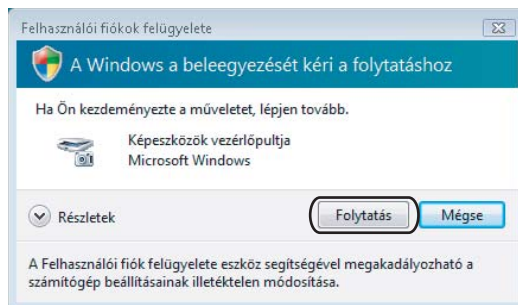 Felhasználói fiókok felügyelete
A Windows a beleegyezését kéri a folytatáshoz
Ha Ön kezdeményezte a műveletet, lépjen tovább.
Képeszközök vezérlőpultja
Microsoft Windows
Részletek
Folytatás
Mégse
A Felhasználói fiók felügyelete eszköz segítségével megakadályozható a
számítógép beállításainak illetéktelen módosítása.